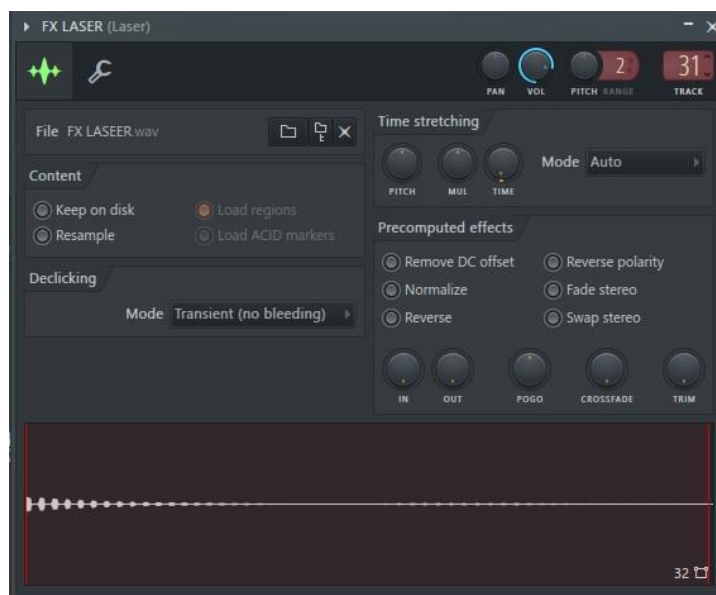 FX LASER (Laser)
2
31
PAN VOL PITCH RANGE TRACK
File FX LASEER.wav
Content
Keep on disk Load regions
Resample Load ACID markers
Declicking
Mode Transient (no bleeding)
Time stretching
Mode Auto
PITCH MUL TIME
Precomputed effects
Remove DC offset Reverse polarity
Normalize Fade stereo
Reverse Swap stereo
IN OUT POGO CROSSFADE TRIM
32